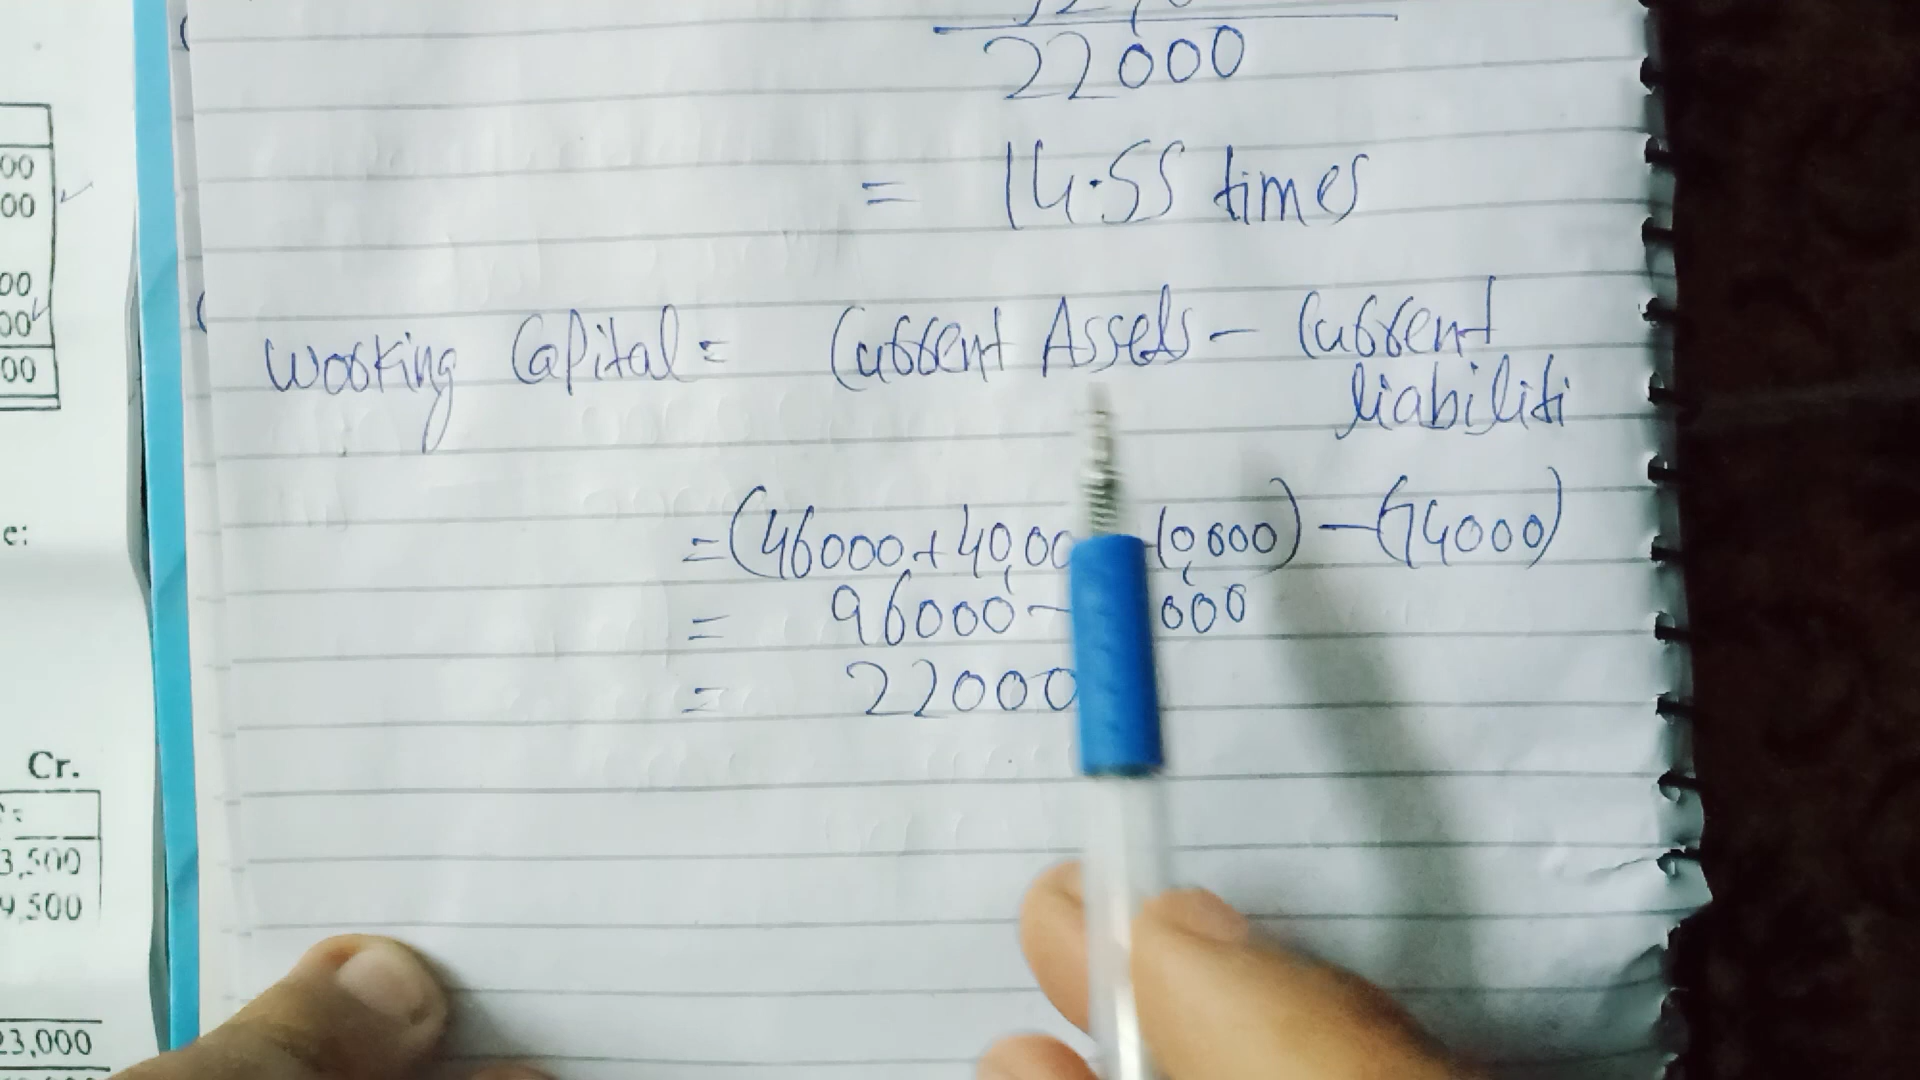 22000
= 14.55 times
Working Capital = Current Assets - Current
liabiliti
= (46000 + 40,00 10,000) - (74000)
= 96000 - 000
= 22000
00
00
00
00
00
e:
Cr.
3,500
9,500
23,000